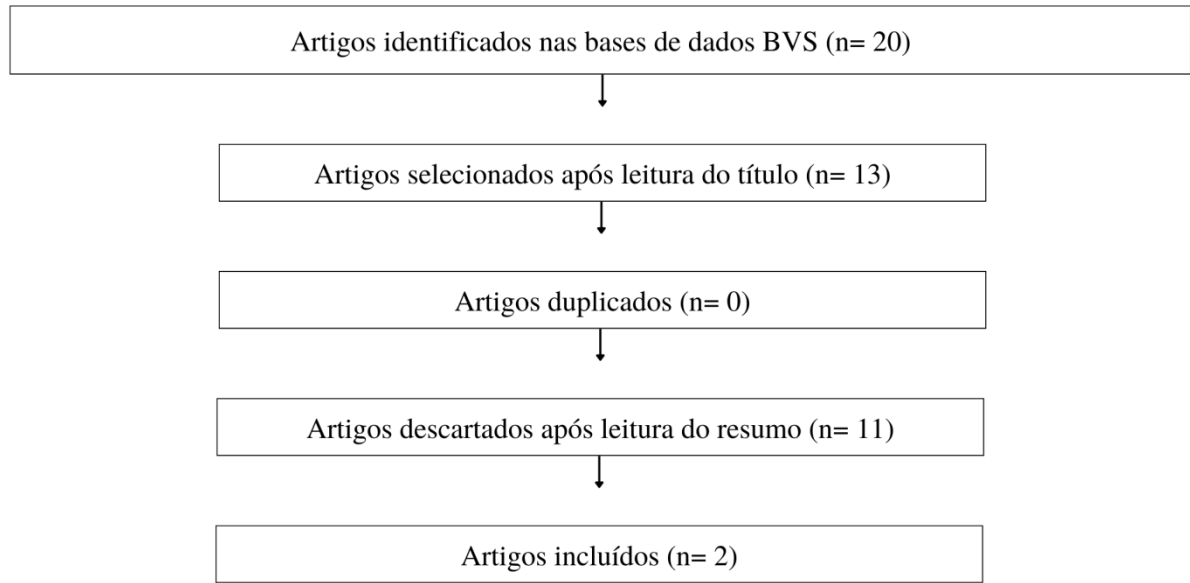 Artigos identificados nas bases de dados BVS (n= 20)
Artigos selecionados após leitura do título (n= 13)
Artigos duplicados (n= 0)
Artigos descartados após leitura do resumo (n= 11)
Artigos incluídos (n= 2)